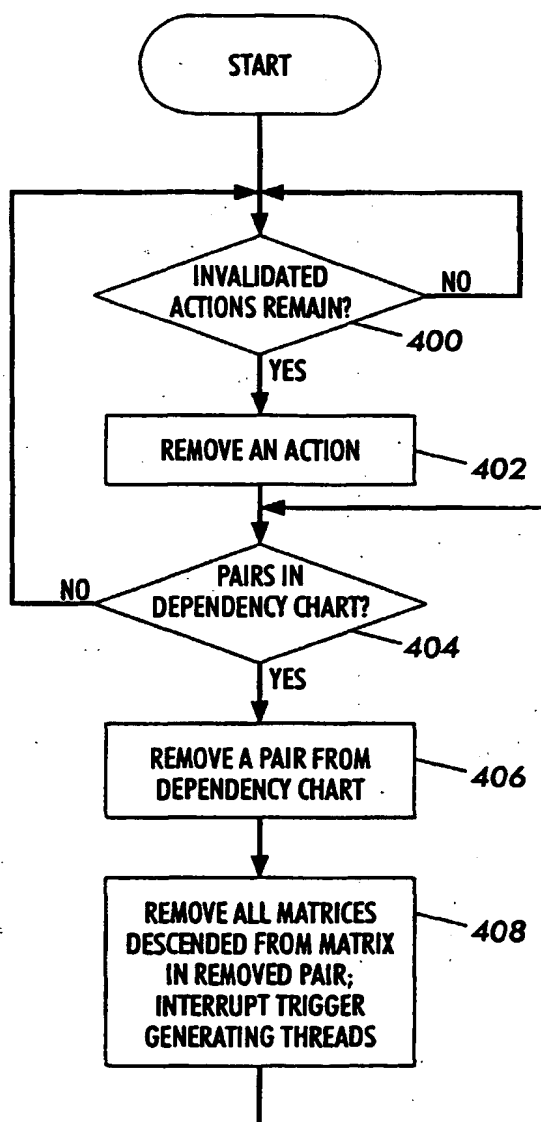 START
INVALIDATED
ACTIONS REMAIN?
NO
400
YES
REMOVE AN ACTION
402
PAIRS IN
DEPENDENCY CHART?
NO
404
YES
REMOVE A PAIR FROM
DEPENDENCY CHART
406
REMOVE ALL MATRICES
DESCENDED FROM MATRIX
IN REMOVED PAIR;
INTERRUPT TRIGGER
GENERATING THREADS
408